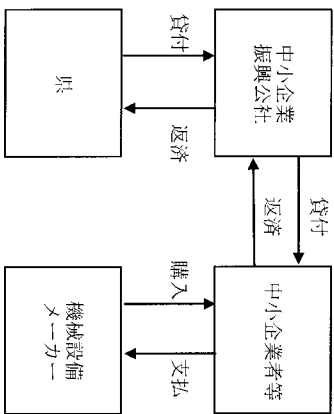 県
貸付
返済
中小企業
振興公社
貸付
返済
中小企業者等
購入
支払
機械設備
メーカー